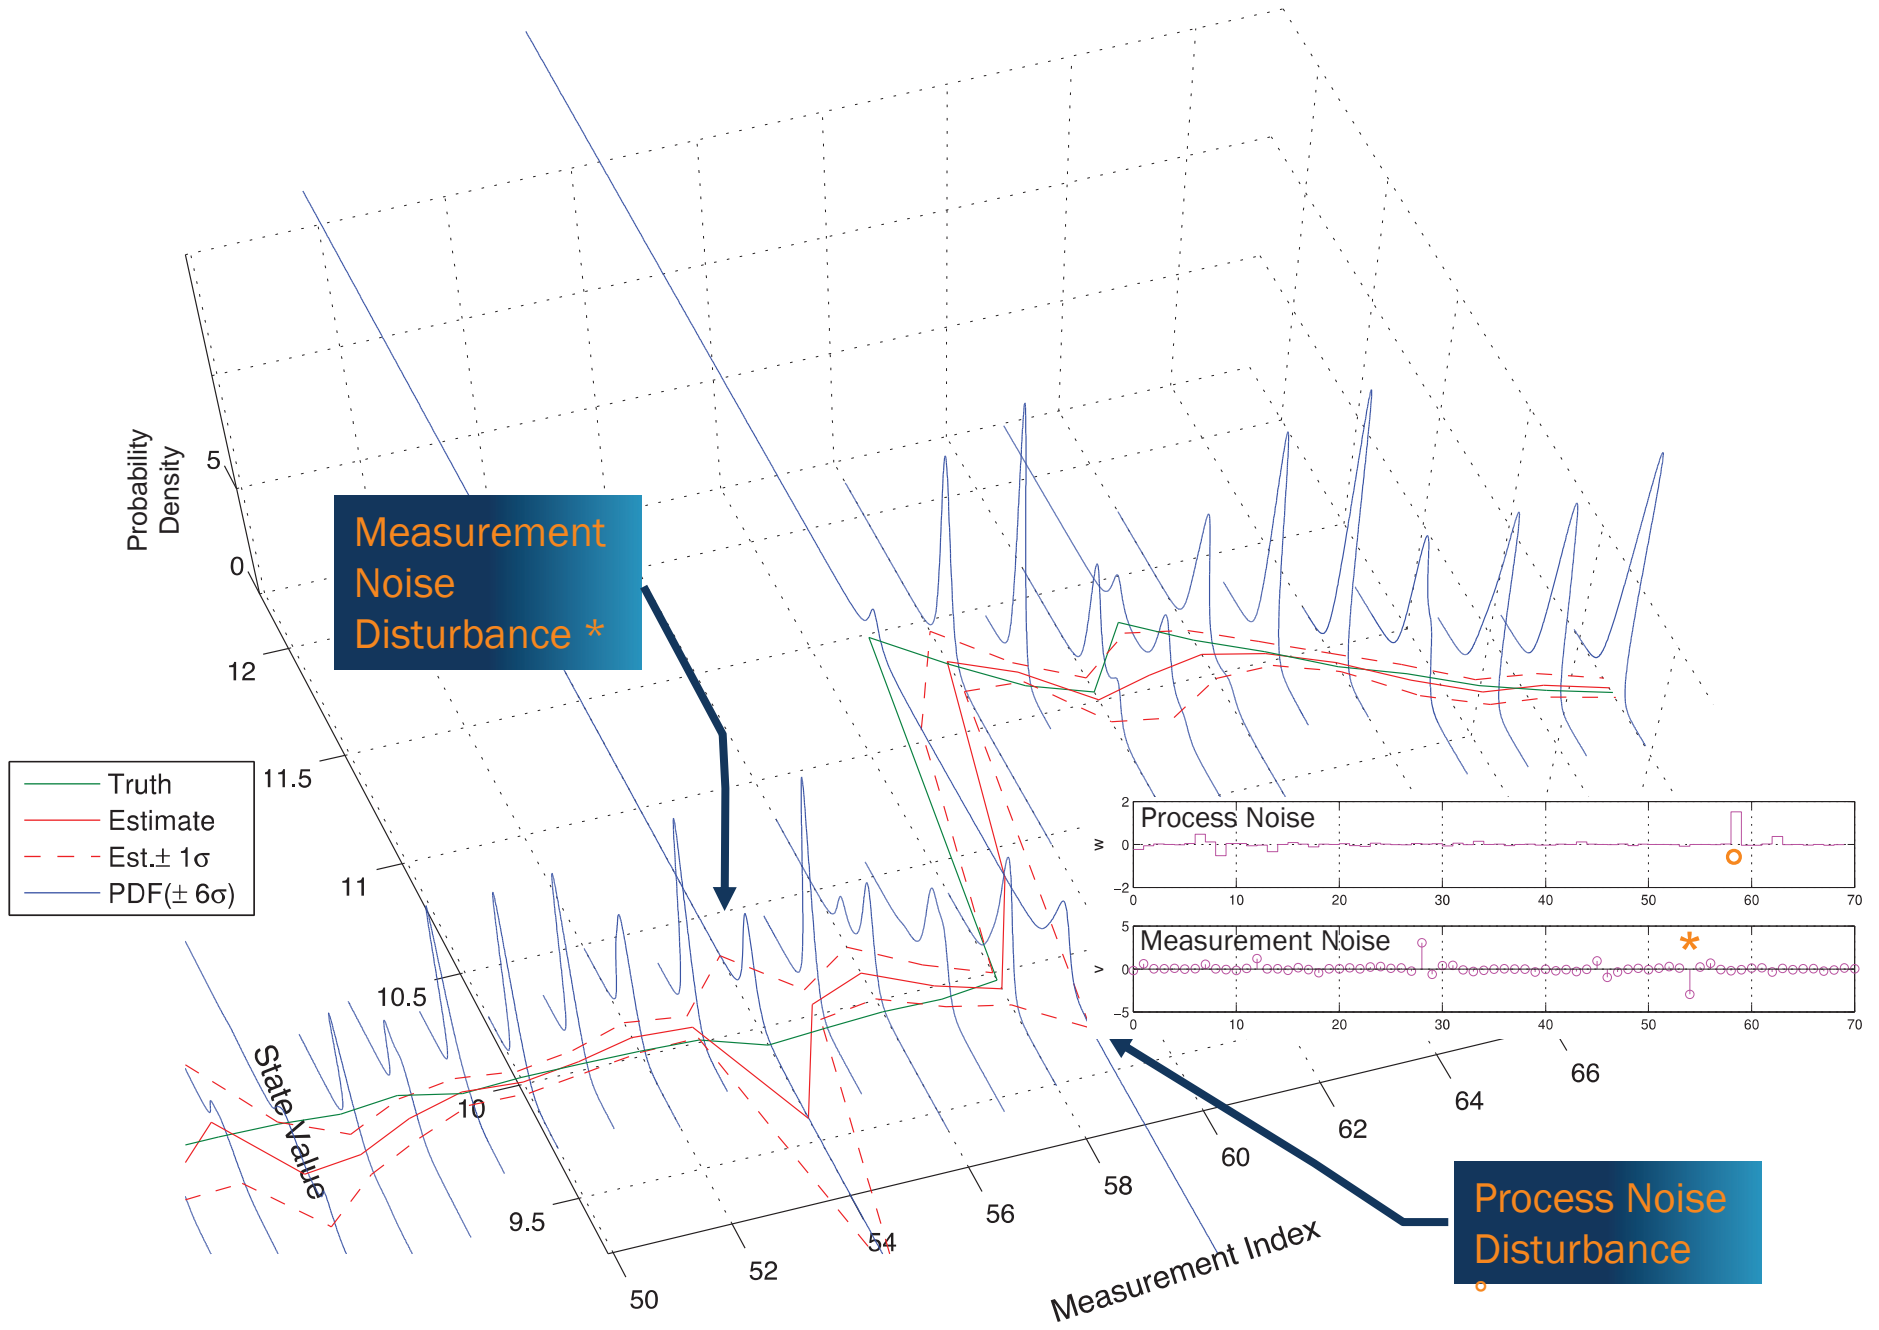 Probability
Density
5
0
12
11.5
11
10.5
10
9.5
State Value
50
52
54
56
58
60
62
64
66
Measurement Index
Measurement
Noise
Disturbance *
Truth
Estimate
Est.± 1σ
PDF(± 6σ)
Process Noise
2
0
−2
w
0
10
20
30
40
50
60
70
Measurement Noise
*
5
0
−5
v
0
10
20
30
40
50
60
70
Process Noise
Disturbance
°